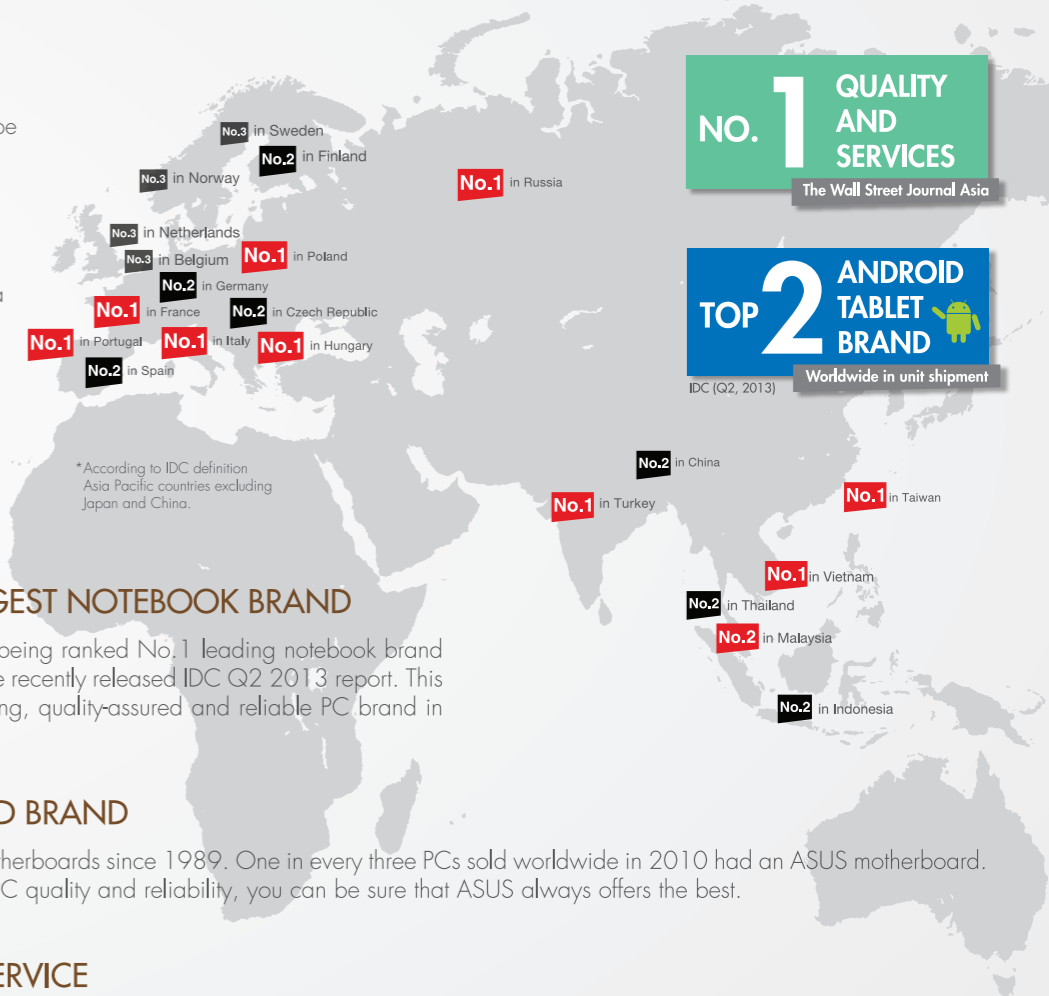 pe
No.3 in Sweden
No.2 in Finland
No.3 in Norway
No.1 in Russia
No.3 in Netherlands
No.3 in Belgium
No.1 in Poland
No.2 in Germany
No.1 in France
No.2 in Czech Republic
No.1 in Portugal
No.1 in Italy
No.1 in Hungary
No.2 in Spain
NO. 1 QUALITY
AND
SERVICES
The Wall Street Journal Asia
TOP 2 ANDROID
TABLET
BRAND
Worldwide in unit shipment
IDC (Q2, 2013)
*According to IDC definition
Asia Pacific countries excluding
Japan and China.
No.2 in China
No.1 in Turkey
No.1 in Taiwan
No.1 in Vietnam
No.2 in Thailand
No.2 in Malaysia
No.2 in Indonesia
GEST NOTEBOOK BRAND
being ranked No.1 leading notebook brand
e recently released IDC Q2 2013 report. This
ng, quality-assured and reliable PC brand in
D BRAND
therboards since 1989. One in every three PCs sold worldwide in 2010 had an ASUS motherboard.
C quality and reliability, you can be sure that ASUS always offers the best.
ERVICE